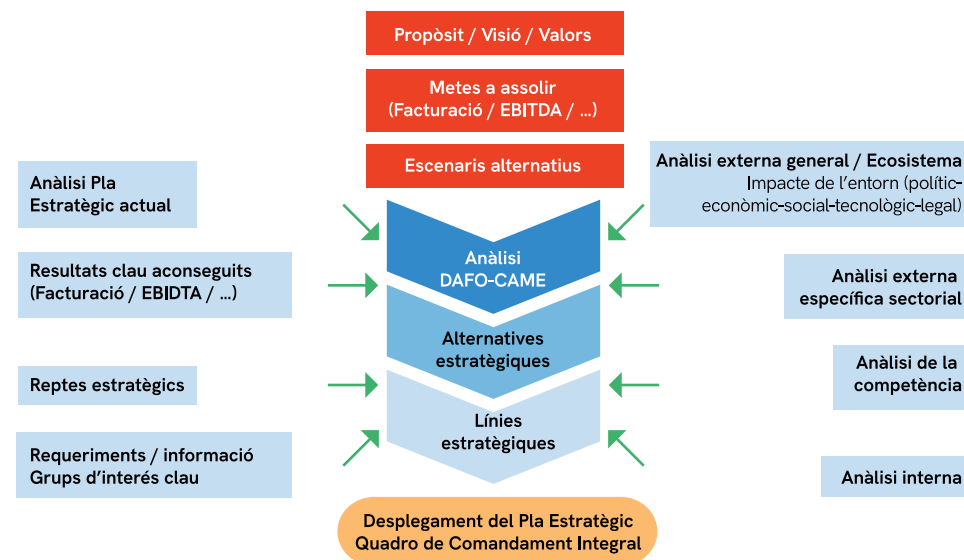 Propòsit / Visió / Valors
Metes a assolir
(Facturació / EBITDA / ...)
Escenaris alternatius
Anàlisi Pla
Estratègic actual
Resultats clau aconseguits
(Facturació / EBIDTA / ...)
Reptes estratègics
Requeriments / informació
Grups d'interés clau
Anàlisi
DAFO-CAME
Alternatives
estratègiques
Línies
estratègiques
Anàlisi externa general / Ecosistema
Impacte de l'entorn (polític-
econòmic-social-tecnològic-legal)
Anàlisi externa
específica sectorial
Anàlisi de la
competència
Anàlisi interna
Desplegament del Pla Estratègic
Quadro de Comandament Integral